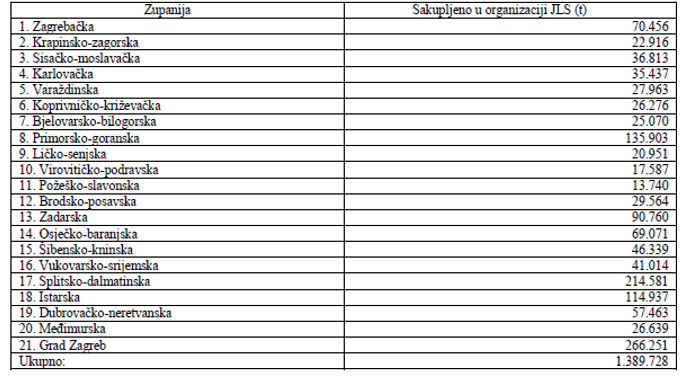 Županija Sakupljeno u organizaciji JLS (t)
1. Zagrebačka 70.456
2. Krapinsko-zagorska 22.916
3. Sisačko-moslavačka 36.813
4. Karlovačka 35.437
5. Varaždinska 27.963
6. Koprivničko-križevačka 26.276
7. Bjelovarsko-bilogorska 25.070
8. Primorsko-goranska 135.903
9. Ličko-senjska 20.951
10. Virovitičko-podravska 17.587
11. Požeško-slavonska 13.740
12. Brodsko-posavska 29.564
13. Zadarska 90.760
14. Osječko-baranjska 69.071
15. Šibensko-kninska 46.339
16. Vukovarsko-srijemska 41.014
17. Splitsko-dalmatinska 214.581
18. Istarska 114.937
19. Dubrovačko-neretvanska 57.463
20. Međimurska 26.639
21. Grad Zagreb 266.251
Ukupno: 1.389.728